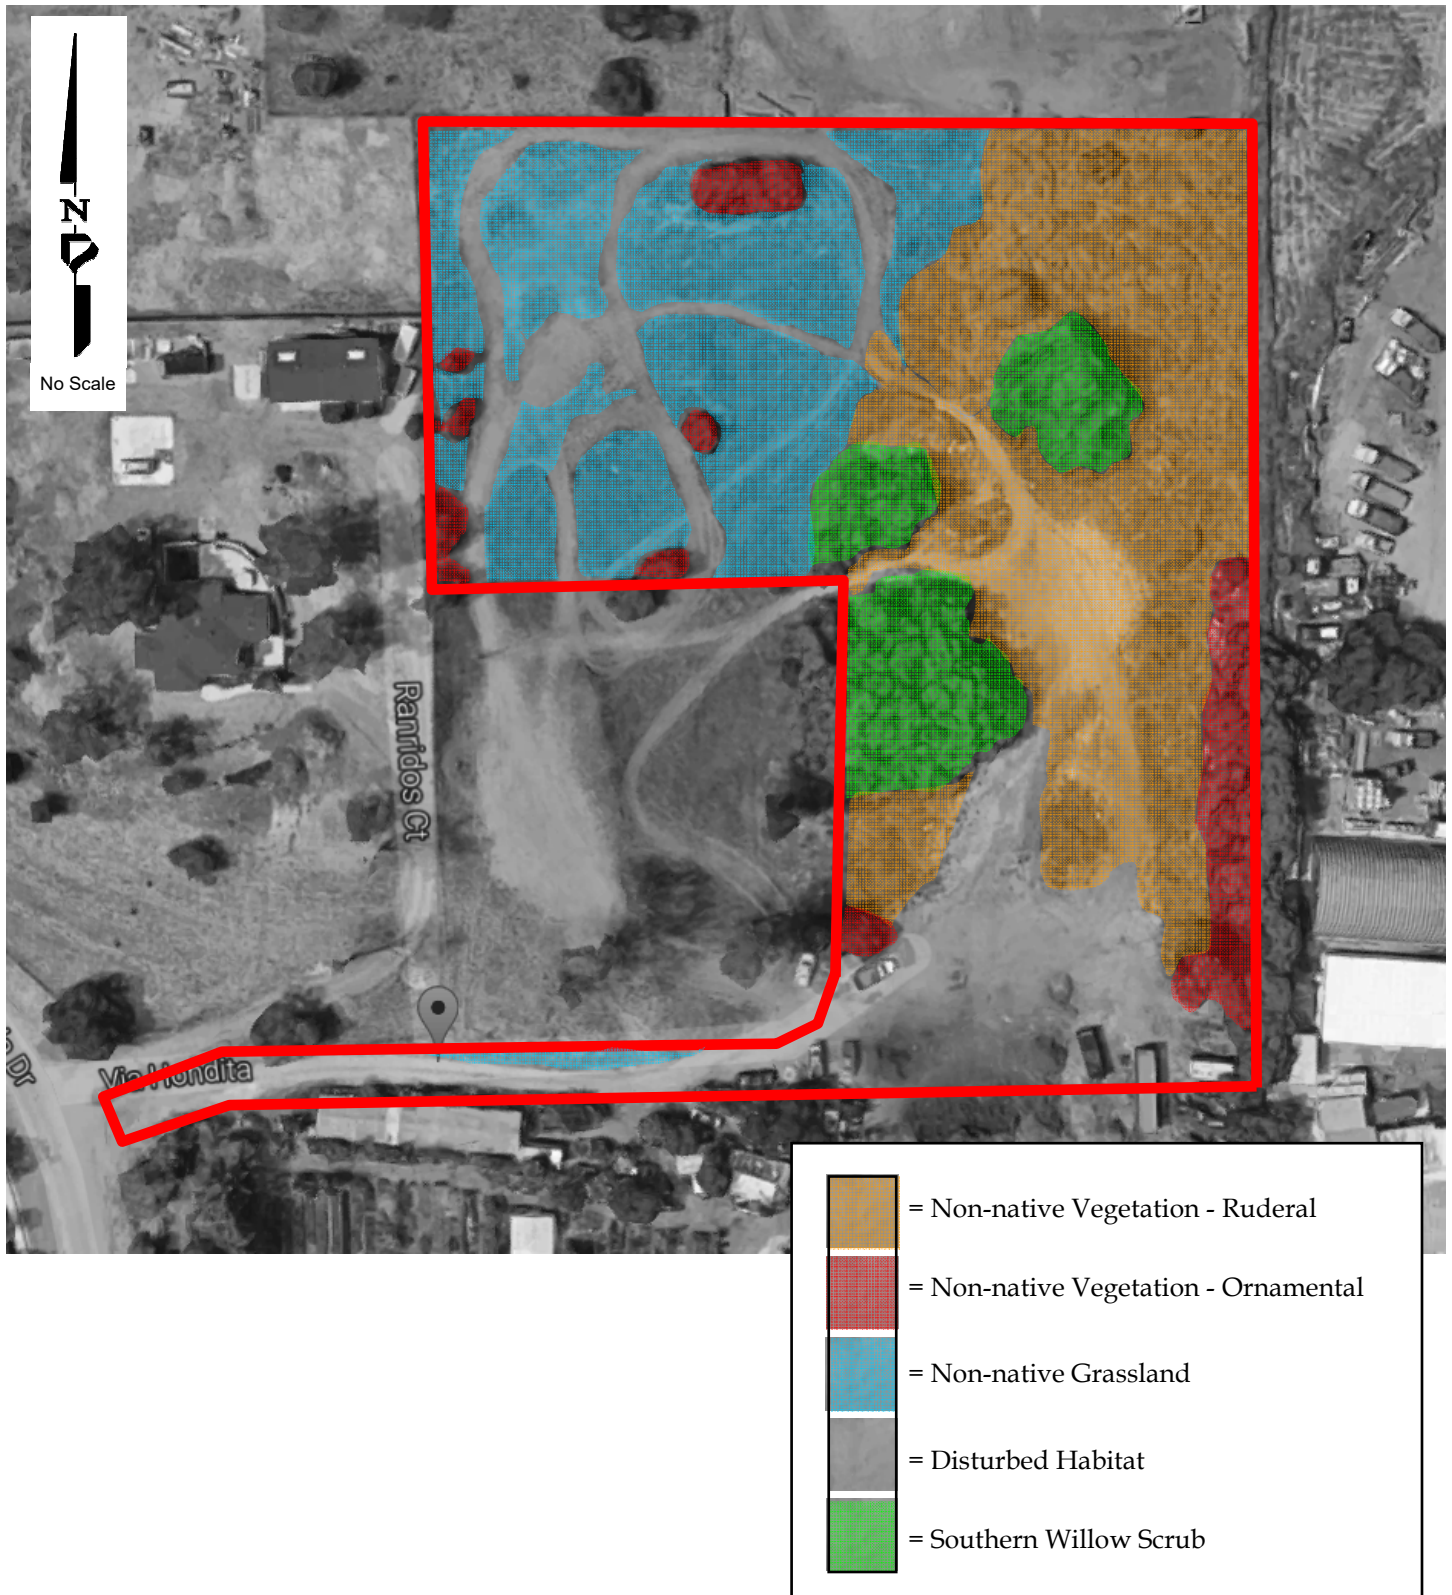 N
No Scale
Ranridos Ct
Via Hondita
Dr
= Non-native Vegetation - Ruderal
= Non-native Vegetation - Ornamental
= Non-native Grassland
= Disturbed Habitat
= Southern Willow Scrub